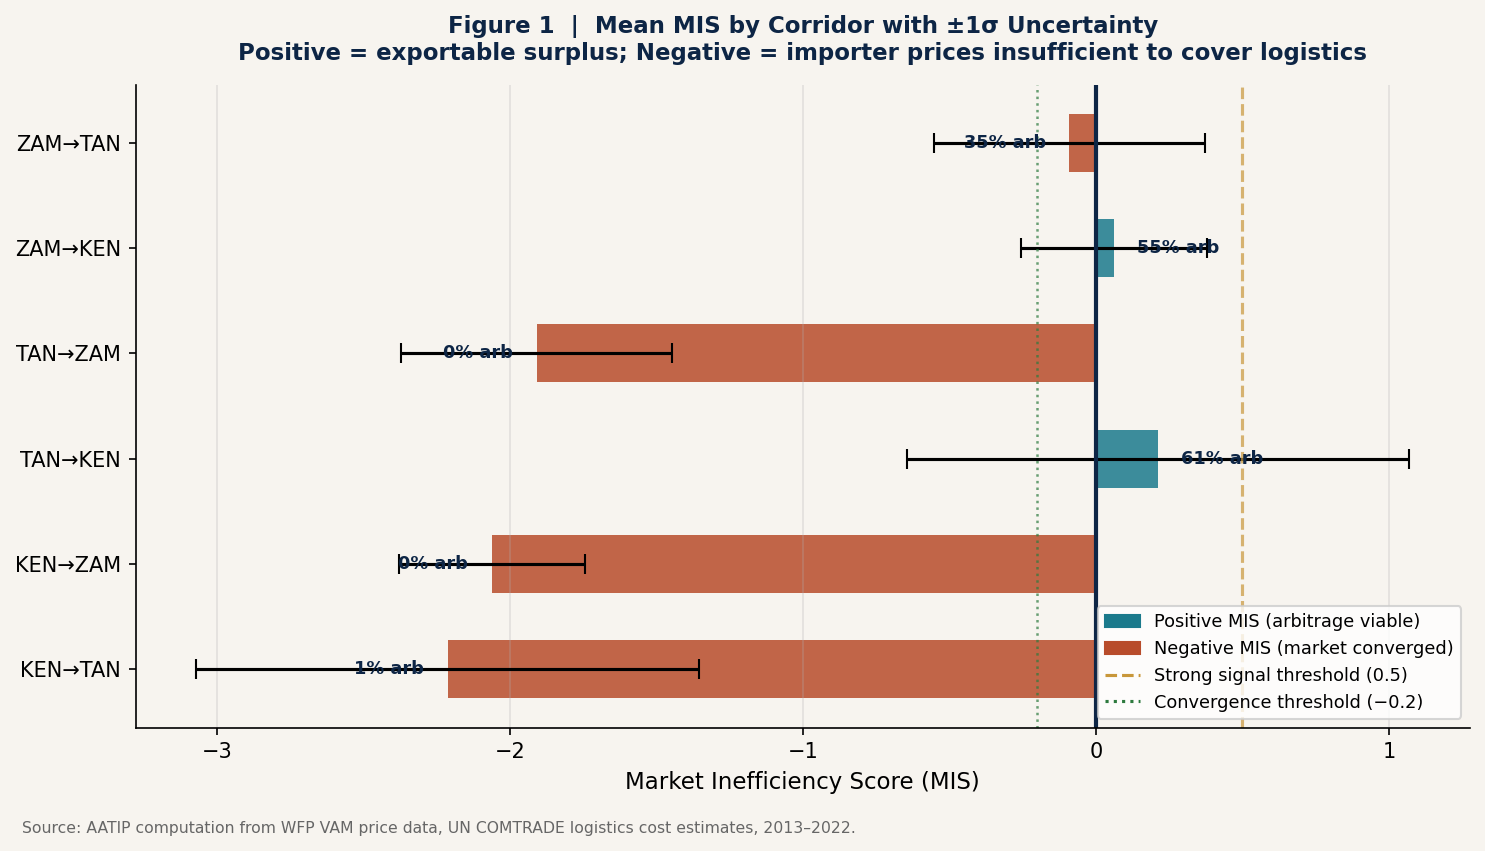 Figure 1 | Mean MIS by Corridor with ±1σ Uncertainty
Positive = exportable surplus; Negative = importer prices insufficient to cover logistics
ZAM→TAN
35% arb
ZAM→KEN
55% arb
TAN→ZAM
0% arb
TAN→KEN
61% arb
KEN→ZAM
0% arb
KEN→TAN
1% arb
Positive MIS (arbitrage viable)
Negative MIS (market converged)
Strong signal threshold (0.5)
Convergence threshold (−0.2)
−3 −2 −1 0 1
Market Inefficiency Score (MIS)
Source: AATIP computation from WFP VAM price data, UN COMTRADE logistics cost estimates, 2013–2022.